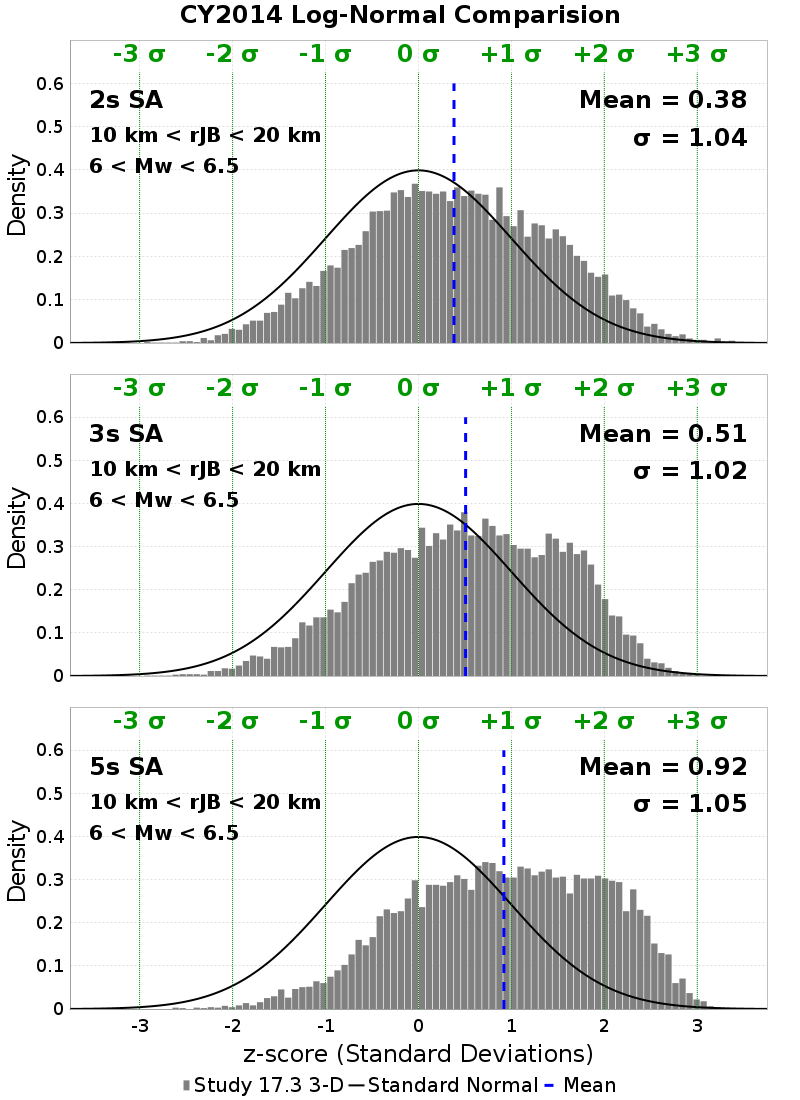 CY2014 Log-Normal Comparision
-3 σ -2 σ -1 σ 0 σ +1 σ +2 σ +3 σ
0.6
2s SA Mean = 0.38
0.5
10 km < rJB < 20 km σ = 1.04
6 < Mw < 6.5
0.4
0.3
0.2
0.1
0
Density
-3 σ -2 σ -1 σ 0 σ +1 σ +2 σ +3 σ
0.6
3s SA Mean = 0.51
0.5
10 km < rJB < 20 km σ = 1.02
6 < Mw < 6.5
0.4
0.3
0.2
0.1
0
Density
-3 σ -2 σ -1 σ 0 σ +1 σ +2 σ +3 σ
0.6
5s SA Mean = 0.92
0.5
10 km < rJB < 20 km σ = 1.05
6 < Mw < 6.5
0.4
0.3
0.2
0.1
0
Density
-3 -2 -1 0 1 2 3
z-score (Standard Deviations)
Study 17.3 3-D Standard Normal Mean